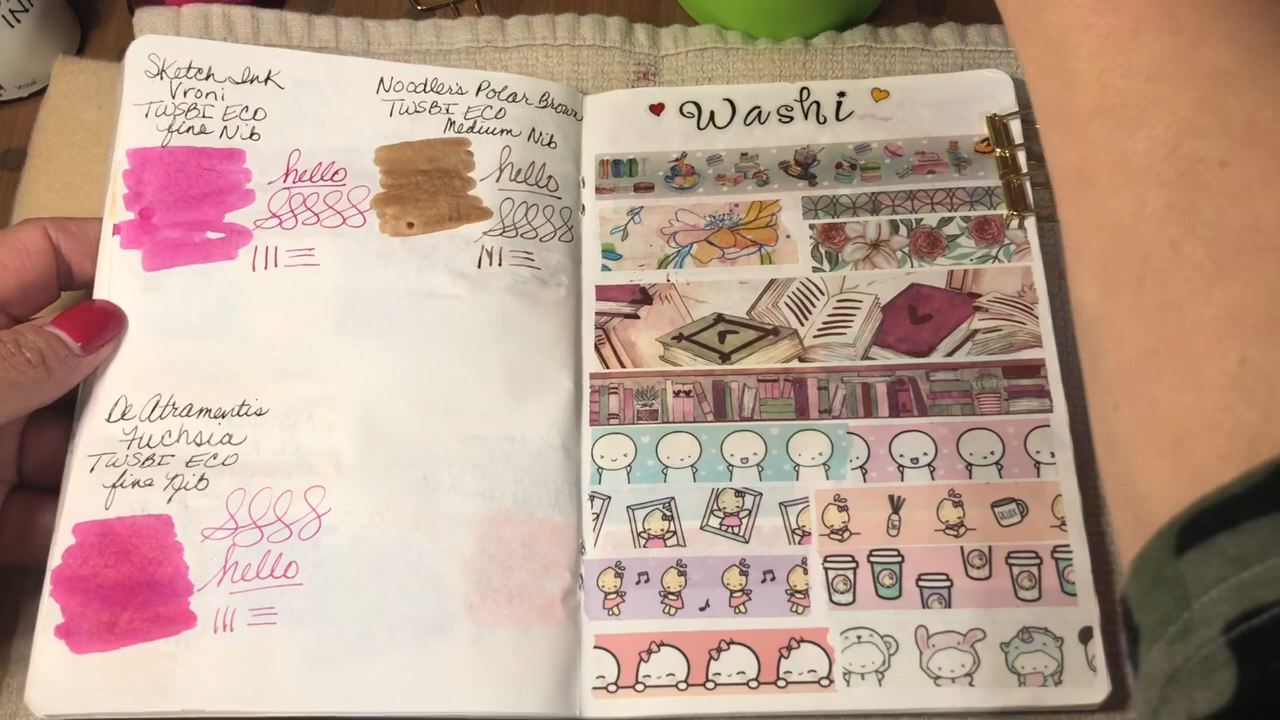 Sketch Ink
Vroni
TWSBI ECO
fine Nib
hello
Noodler's Polar Brown
TWSBI ECO
Medium Nib
hello
De Atramentis
Fuchsia
TWSBI ECO
fine Nib
hello
Washi